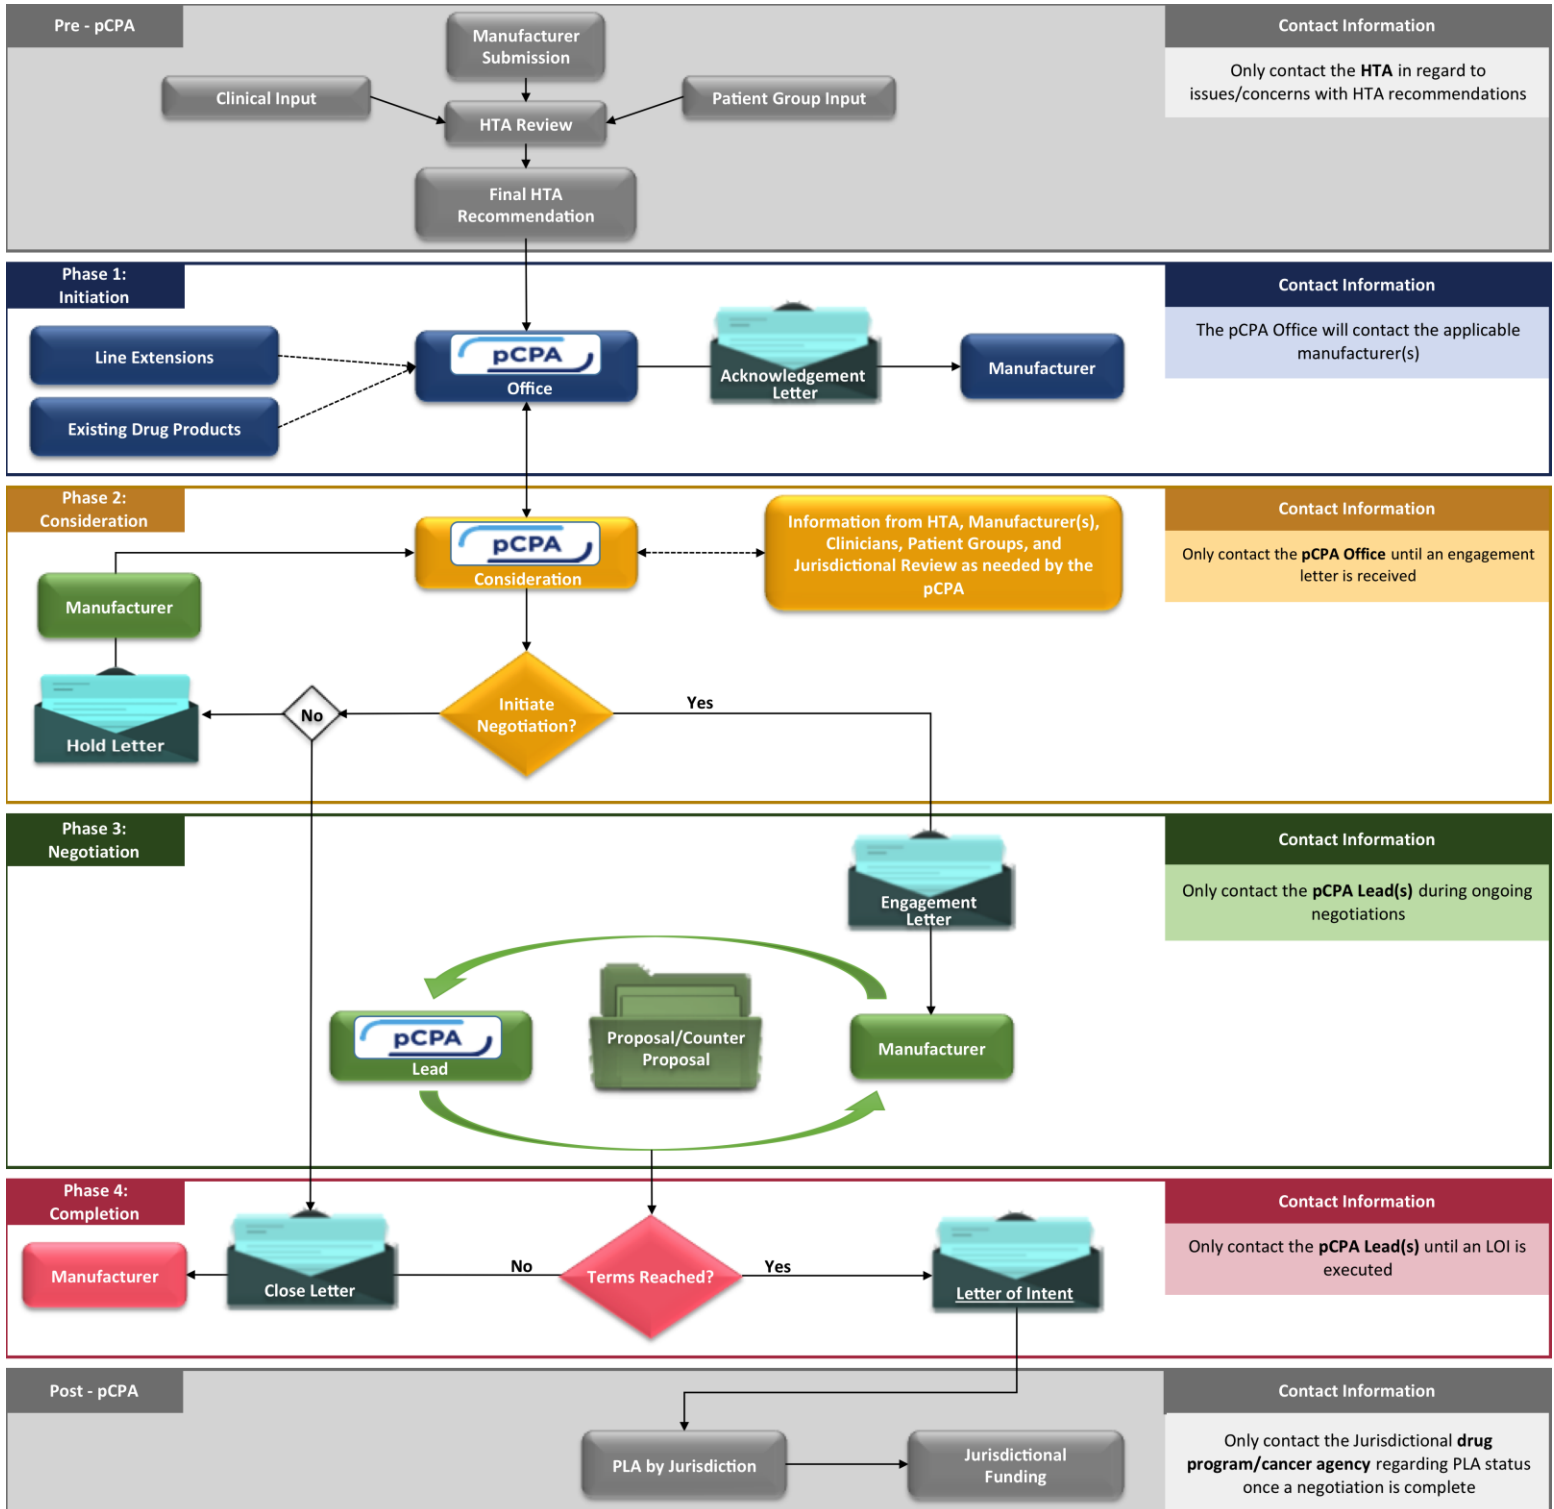 Pre - pCPA
Contact Information
Only contact the HTA in regard to
issues/concerns with HTA recommendations
Manufacturer
Submission
Clinical Input
Patient Group Input
HTA Review
Final HTA
Recommendation
Phase 1:
Initiation
Contact Information
The pCPA Office will contact the applicable
manufacturer(s)
Line Extensions
Existing Drug Products
pCPA
Office
Acknowledgement
Letter
Manufacturer
Phase 2:
Consideration
Contact Information
Only contact the pCPA Office until an engagement
letter is received
pCPA
Consideration
Information from HTA, Manufacturer(s),
Clinicians, Patient Groups, and
Jurisdictional Review as needed by the
pCPA
Manufacturer
Hold Letter
No
Initiate
Negotiation?
Yes
Phase 3:
Negotiation
Contact Information
Only contact the pCPA Lead(s) during ongoing
negotiations
Engagement
Letter
pCPA
Lead
Proposal/Counter
Proposal
Manufacturer
Phase 4:
Completion
Contact Information
Only contact the pCPA Lead(s) until an LOI is
executed
Manufacturer
Close Letter
No
Terms Reached?
Yes
Letter of Intent
Post - pCPA
Contact Information
Only contact the Jurisdictional drug
program/cancer agency regarding PLA status
once a negotiation is complete
PLA by Jurisdiction
Jurisdictional
Funding